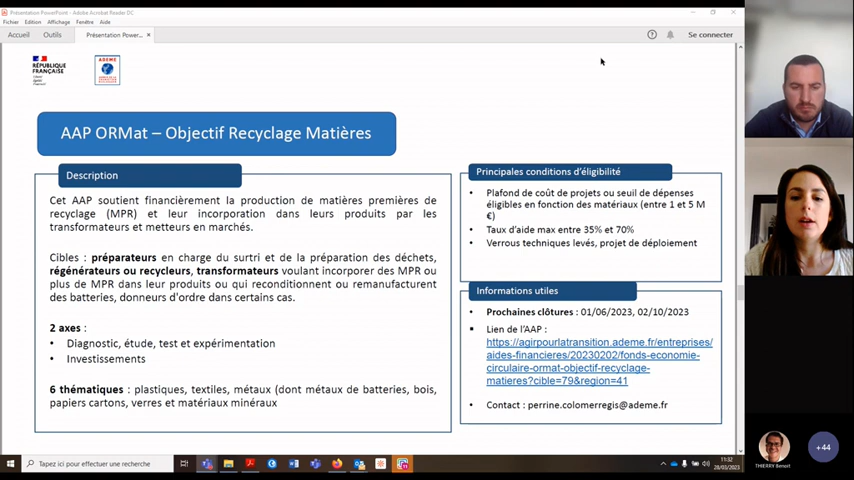 Présentation PowerPoint - Adobe Acrobat Reader DC
Fichier Edition Affichage Fenêtre Aide
Accueil Outils Présentation Power... ×
Se connecter
RÉPUBLIQUE
FRANÇAISE
ADEME
AAP ORMat – Objectif Recyclage Matières
Description
Cet AAP soutient financièrement la production de matières premières de
recyclage (MPR) et leur incorporation dans leurs produits par les
transformateurs et metteurs en marchés.
Cibles : préparateurs en charge du surtri et de la préparation des déchets,
régénérateurs ou recycleurs, transformateurs voulant incorporer des MPR ou
plus de MPR dans leur produits ou qui reconditionnent ou remanufacturent
des batteries, donneurs d'ordre dans certains cas.
2 axes :
• Diagnostic, étude, test et expérimentation
• Investissements
6 thématiques : plastiques, textiles, métaux (dont métaux de batteries, bois,
papiers cartons, verres et matériaux minéraux
Principales conditions d'éligibilité
• Plafond de coût de projets ou seuil de dépenses
éligibles en fonction des matériaux (entre 1 et 5 M
€)
• Taux d'aide max entre 35% et 70%
• Verrous techniques levés, projet de déploiement
Informations utiles
• Prochaines clôtures : 01/06/2023, 02/10/2023
• Lien de l'AAP :
https://agirpourlatransition.ademe.fr/entreprises/
aides-financieres/20230202/fonds-economie-
circulaire-ormat-objectif-recyclage-
matieres?cible=79&region=41
• Contact : perrine.colomerregis@ademe.fr
Tapez ici pour effectuer une recherche
11:32
28/03/2023
THIERRY Benoit
+44